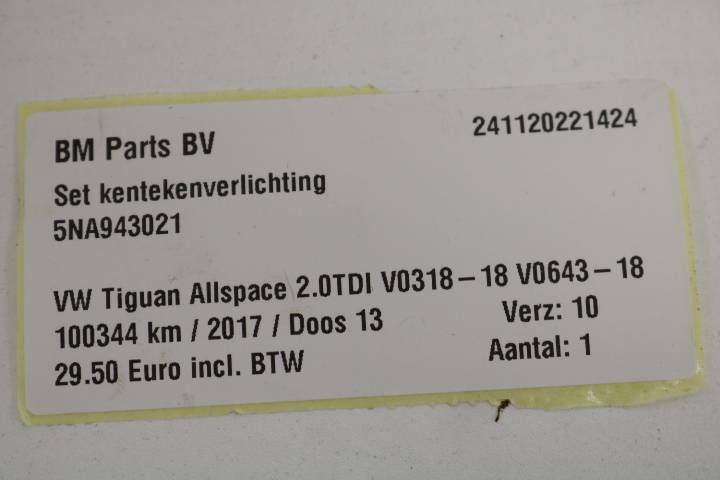 BM Parts BV 241120221424
Set kentekenverlichting
5NA943021
VW Tiguan Allspace 2.0TDI V0318-18 V0643-18
100344 km / 2017 / Doos 13 Verz: 10
29.50 Euro incl. BTW Aantal: 1